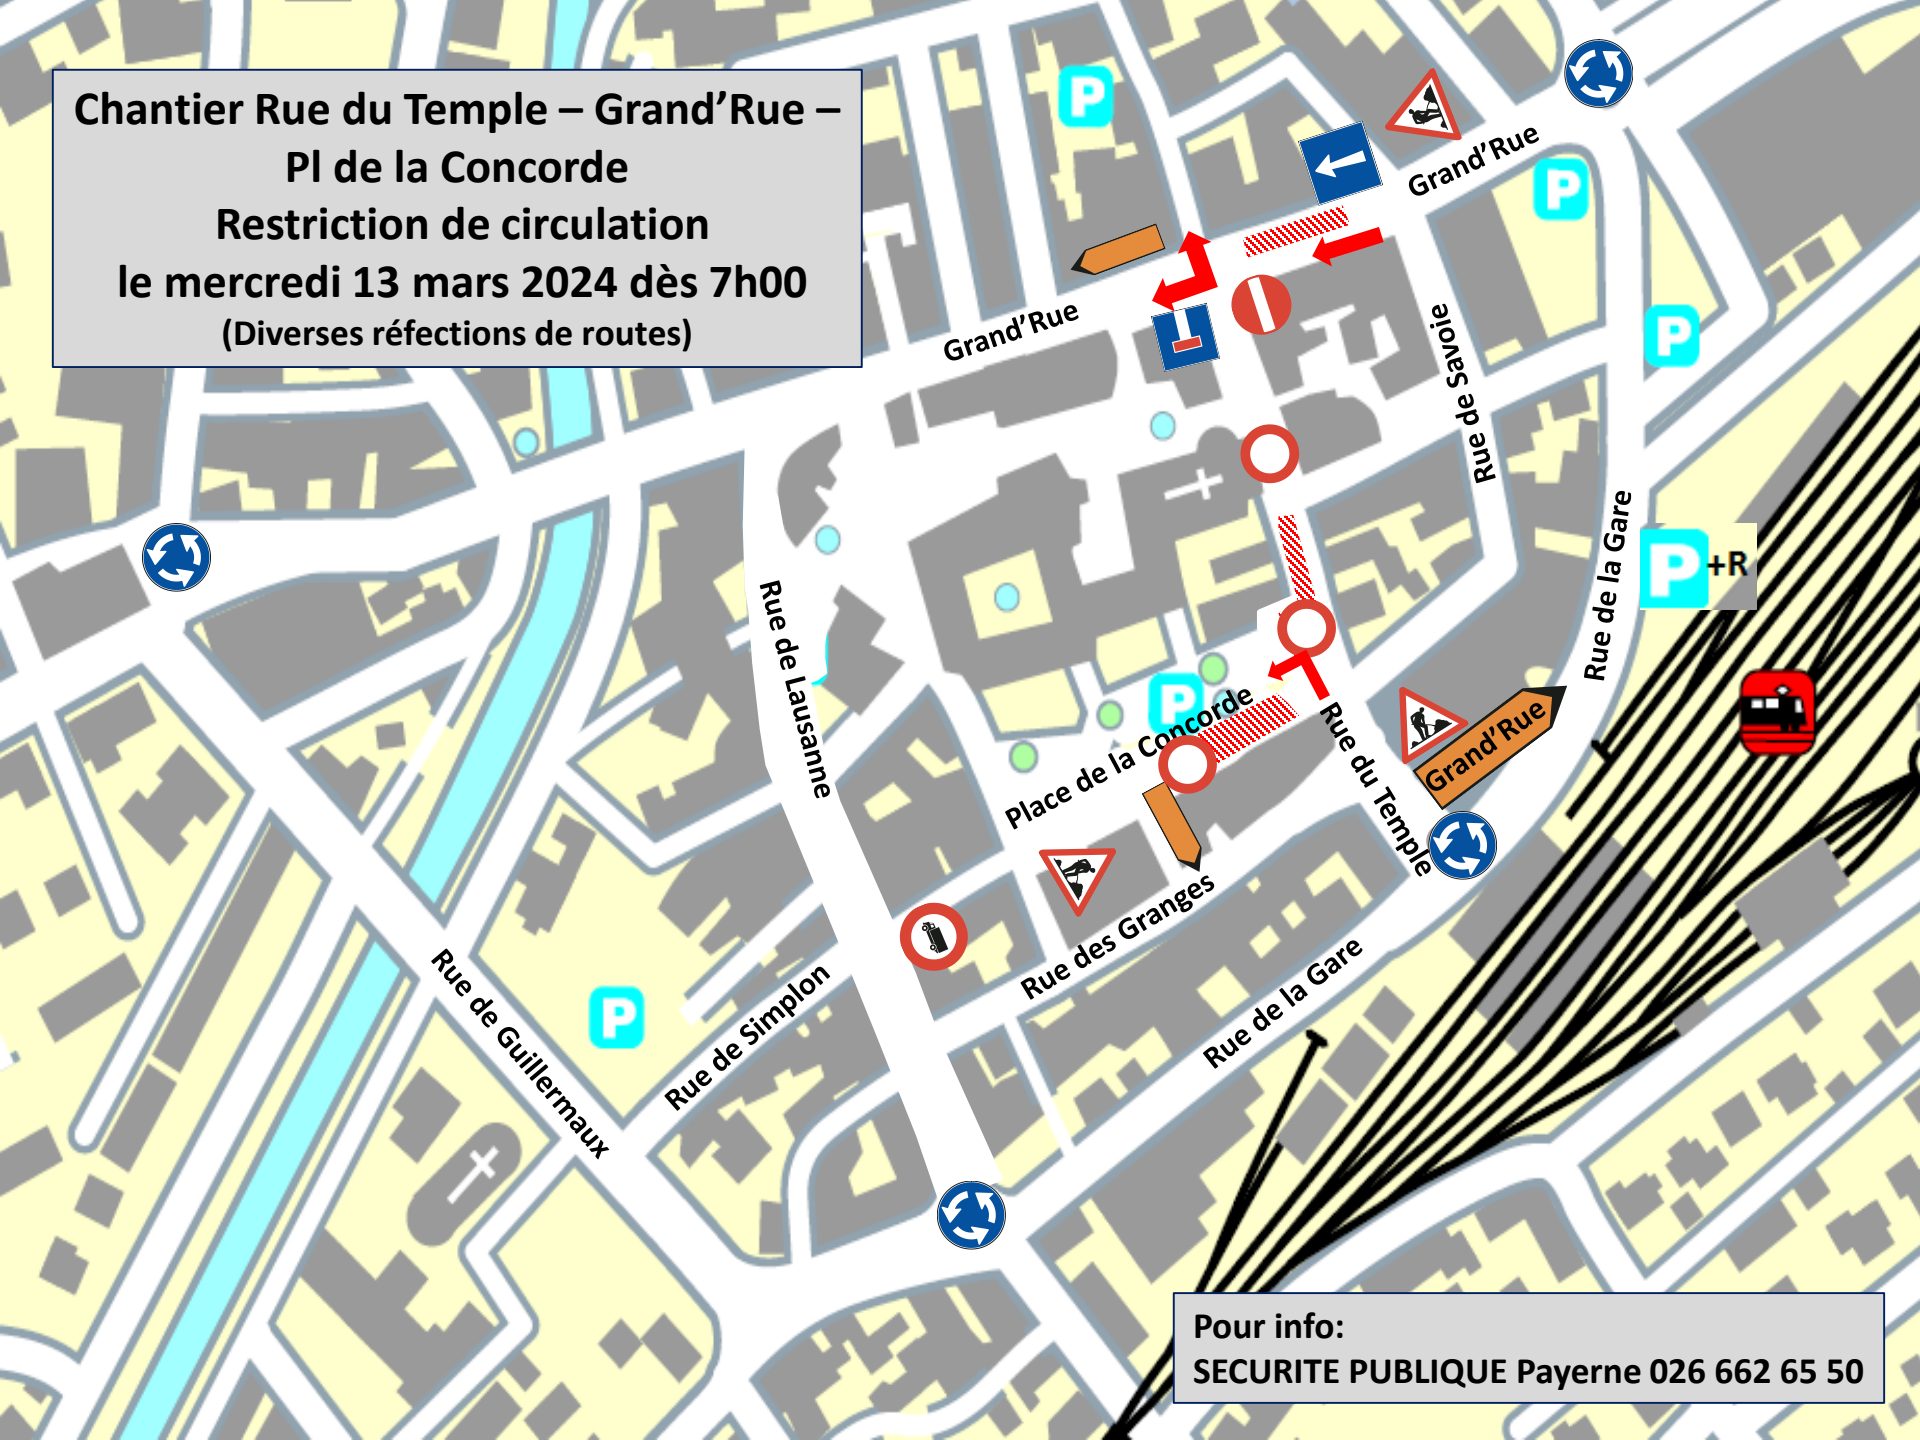 Chantier Rue du Temple – Grand’Rue –
Pl de la Concorde
Restriction de circulation
le mercredi 13 mars 2024 dès 7h00
(Diverses réfections de routes)
P
Grand’Rue
P
Grand’Rue
P
Rue de Savoie
Rue de la Gare
P+R
Rue de Lausanne
P
Place de la Concorde
Rue du Temple
Grand’Rue
Rue des Granges
Rue de la Gare
Rue de Guillermaux
P
Rue de Simplon
Pour info:
SECURITE PUBLIQUE Payerne 026 662 65 50